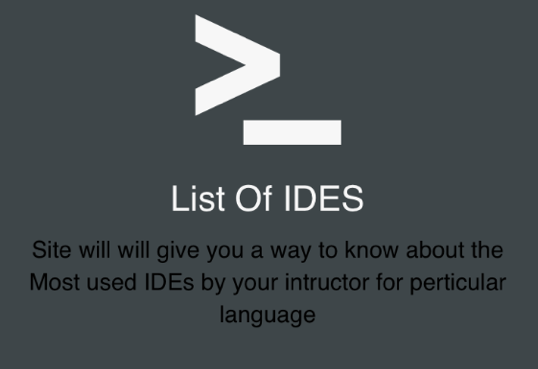 >_
List Of IDES
Site will will give you a way to know about the
Most used IDEs by your intructor for perticular
language